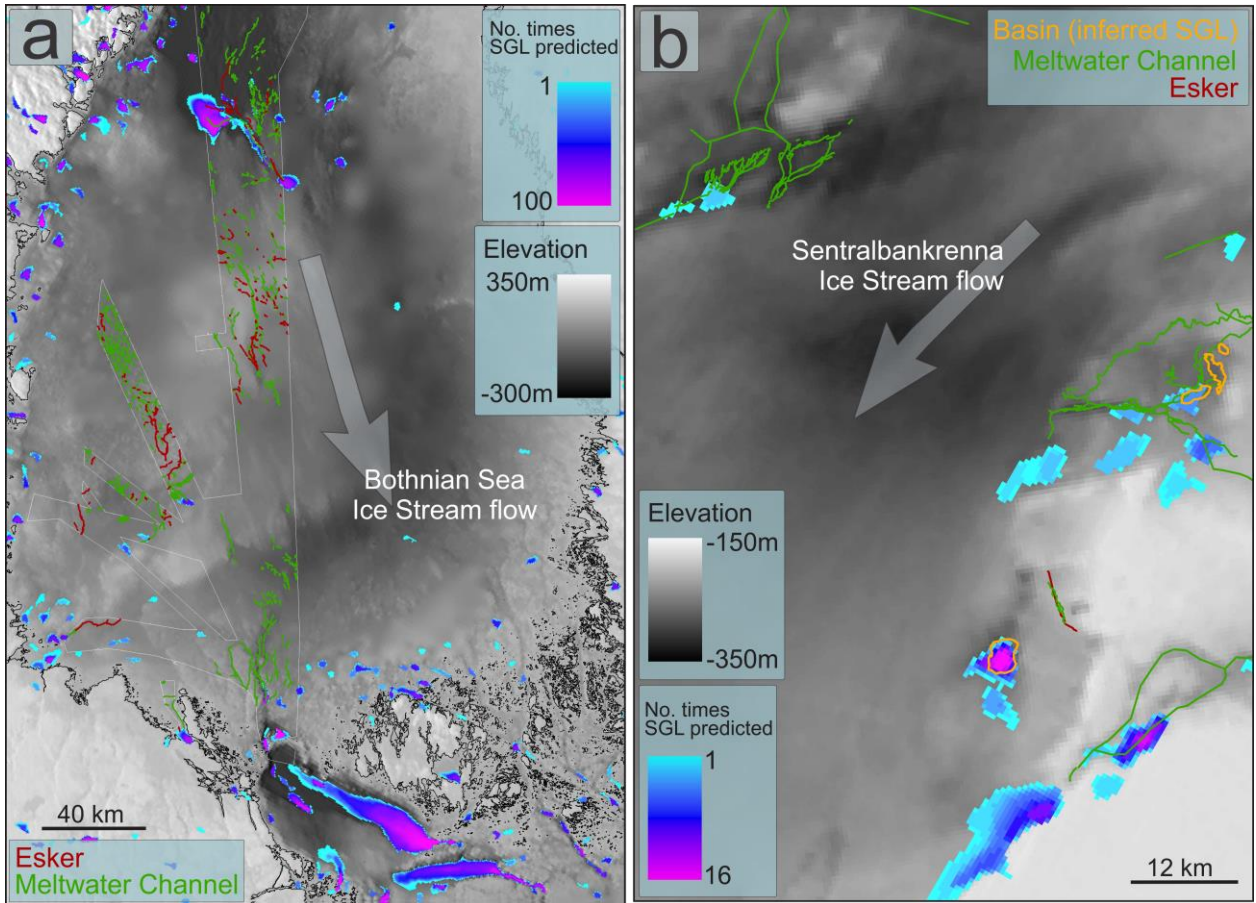 a
No. times
SGL predicted
1
100
Elevation
350m
-300m
Bothnian Sea
Ice Stream flow
40 km
Esker
Meltwater Channel
b
Basin (inferred SGL)
Meltwater Channel
Esker
Sentralbankrenna
Ice Stream flow
Elevation
-150m
-350m
No. times
SGL predicted
1
16
12 km